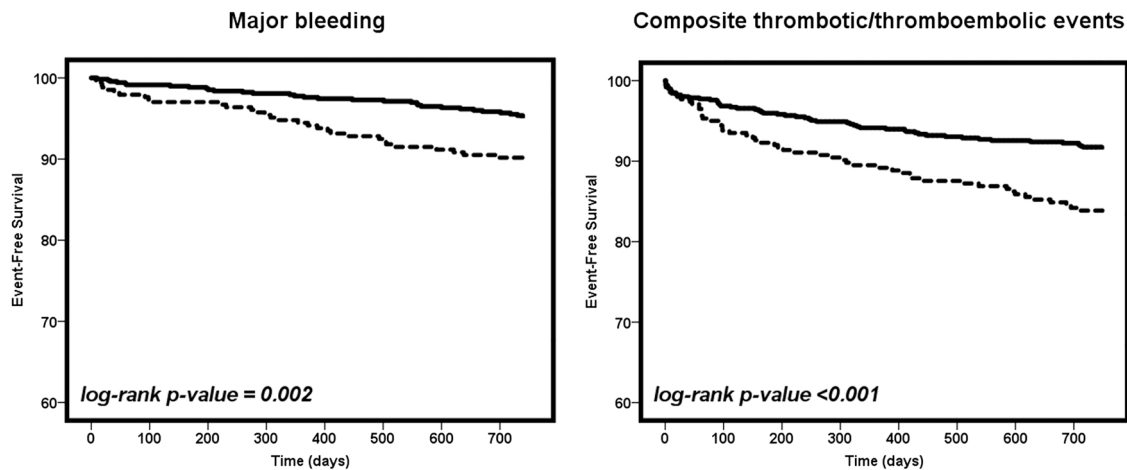 Major bleeding
Event-Free Survival
100
90
80
70
60
log-rank p-value = 0.002
0 100 200 300 400 500 600 700
Time (days)
Composite thrombotic/thromboembolic events
Event-Free Survival
100
90
80
70
60
log-rank p-value <0.001
0 100 200 300 400 500 600 700
Time (days)